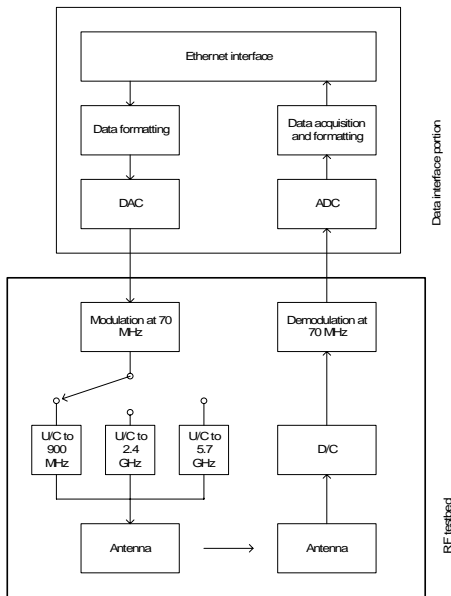 Ethernet interface
Data formatting
Data acquisition
and formatting
DAC
ADC
Data interface portion
Modulation at 70
MHz
Demodulation at
70 MHz
U/C to
900
MHz
U/C to
2.4
GHz
U/C to
5.7
GHz
D/C
Antenna
Antenna
RF testbed